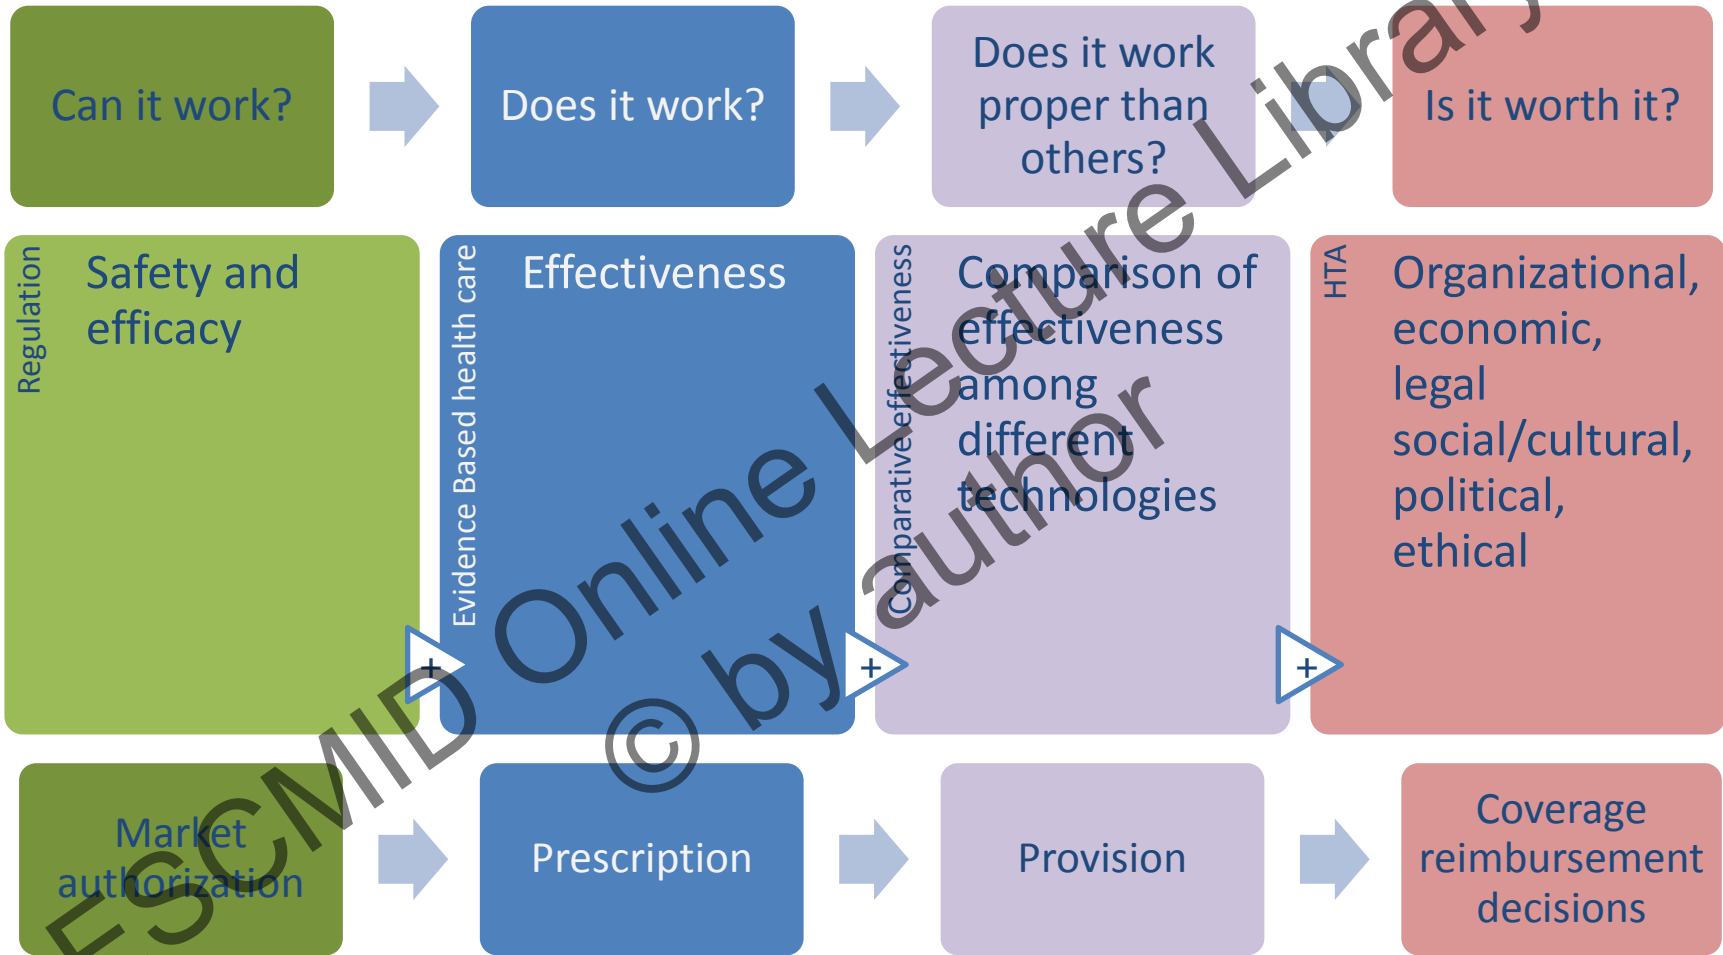 Can it work?
Does it work?
Does it work
proper than
others?
Is it worth it?
Regulation
Safety and
efficacy
Evidence Based health care
Effectiveness
Comparative effectiveness
Comparison of
effectiveness
among
different
technologies
HTA
Organizational,
economic,
legal
social/cultural,
political,
ethical
+
+
+
Market
authorization
Prescription
Provision
Coverage
reimbursement
decisions
ESCMID Online Lecture Library
© by author